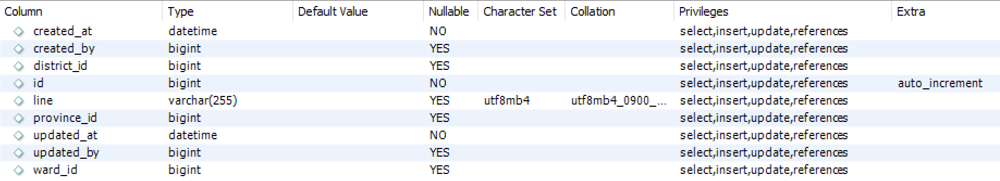 Column Type Default Value Nullable Character Set Collation Privileges Extra
created_at datetime NO select,insert,update,references
created_by bigint YES select,insert,update,references
district_id bigint YES select,insert,update,references
id bigint NO select,insert,update,references auto_increment
line varchar(255) YES utf8mb4 utf8mb4_0900_... select,insert,update,references
province_id bigint YES select,insert,update,references
updated_at datetime NO select,insert,update,references
updated_by bigint YES select,insert,update,references
ward_id bigint YES select,insert,update,references